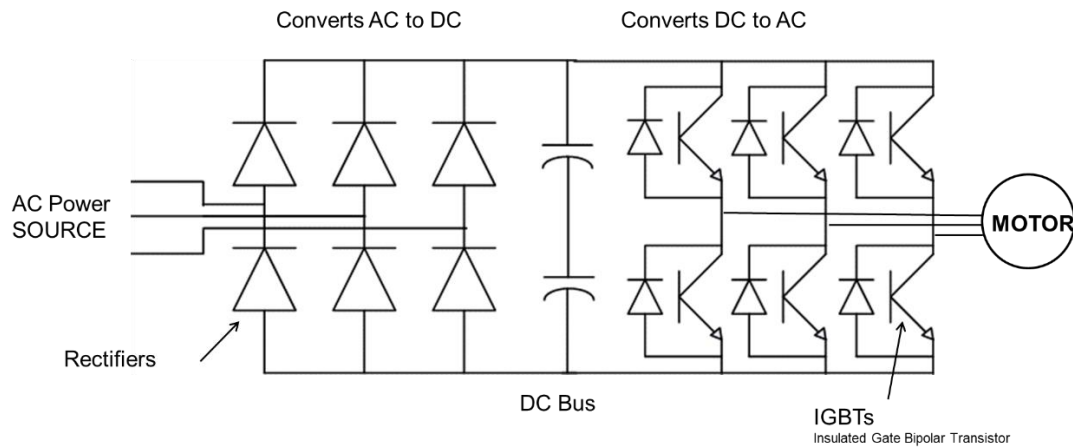 Converts AC to DC
Converts DC to AC
AC Power
SOURCE
MOTOR
Rectifiers
DC Bus
IGBTs
Insulated Gate Bipolar Transistor